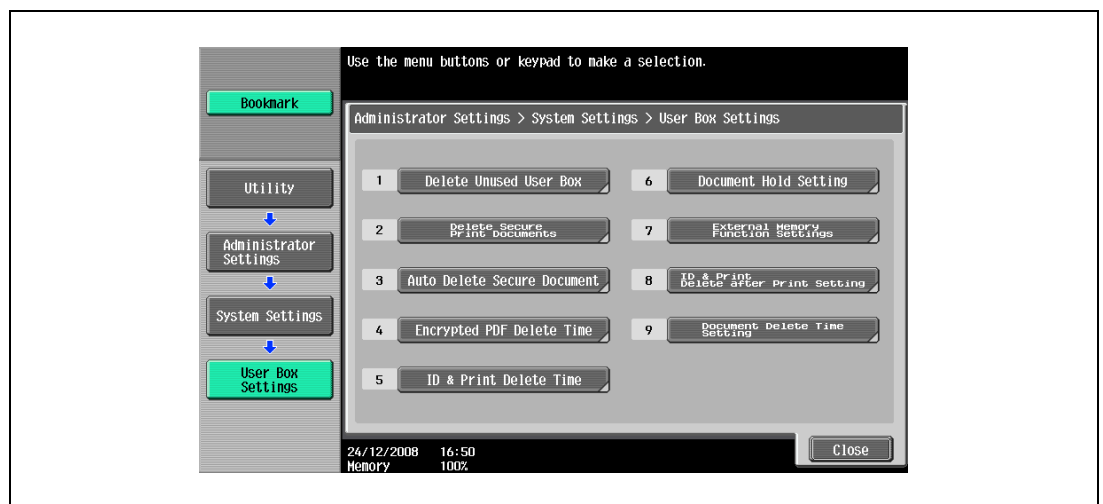 Use the menu buttons or keypad to make a selection.
Bookmark
Administrator Settings > System Settings > User Box Settings
Utility
Administrator
Settings
System Settings
User Box
Settings
1 Delete Unused User Box
2 Delete Secure
Print Documents
3 Auto Delete Secure Document
4 Encrypted PDF Delete Time
5 ID & Print Delete Time
6 Document Hold Setting
7 External Memory
Function Settings
8 ID & Print
Delete after Print Setting
9 Document Delete Time
Setting
24/12/2008 16:50
Memory 100%
Close